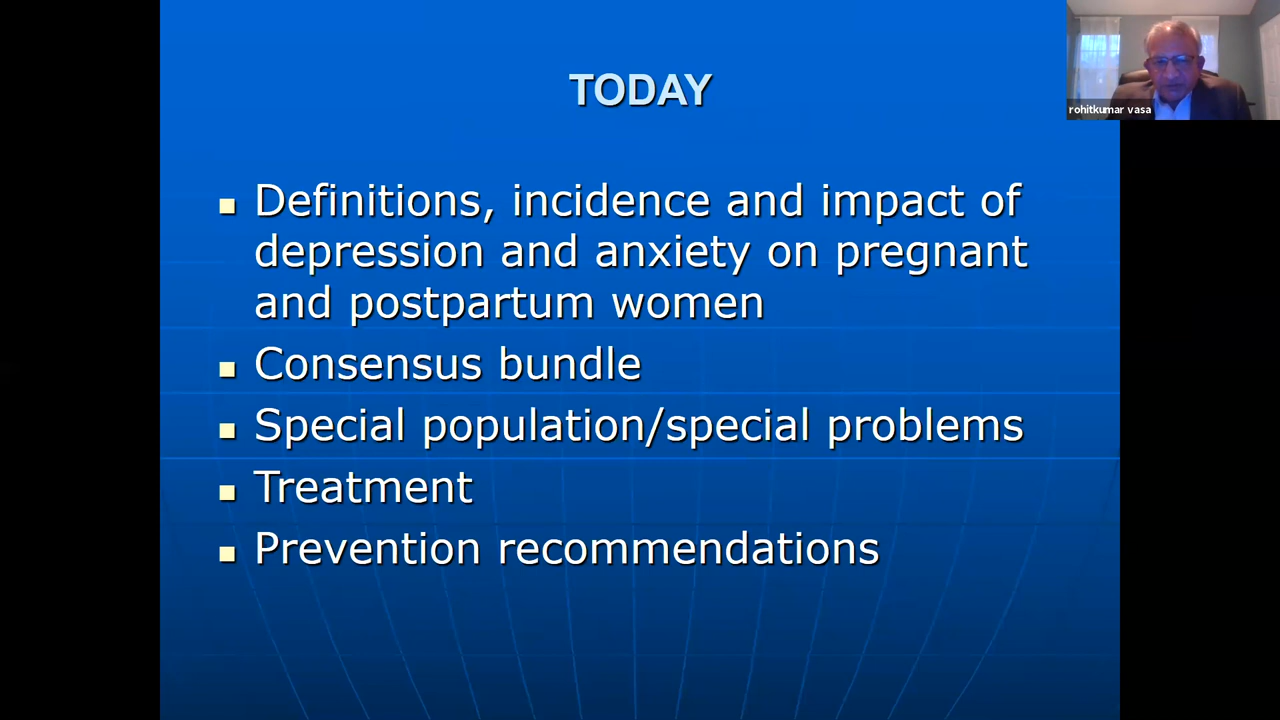 TODAY
rohitkumar vasa
Definitions, incidence and impact of
depression and anxiety on pregnant
and postpartum women
Consensus bundle
Special population/special problems
Treatment
Prevention recommendations